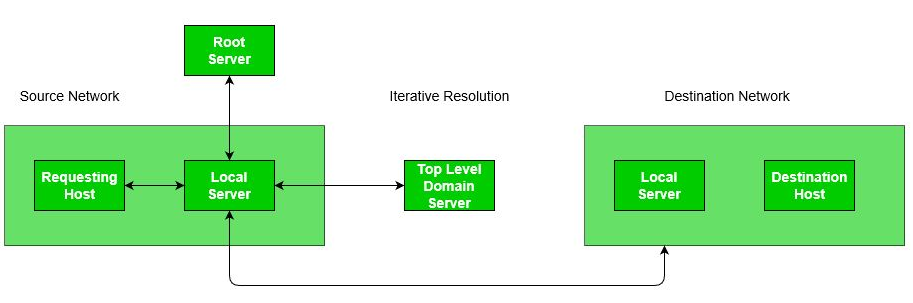 Root
Server
Source Network
Iterative Resolution
Destination Network
Requesting
Host
Local
Server
Top Level
Domain
Server
Local
Server
Destination
Host